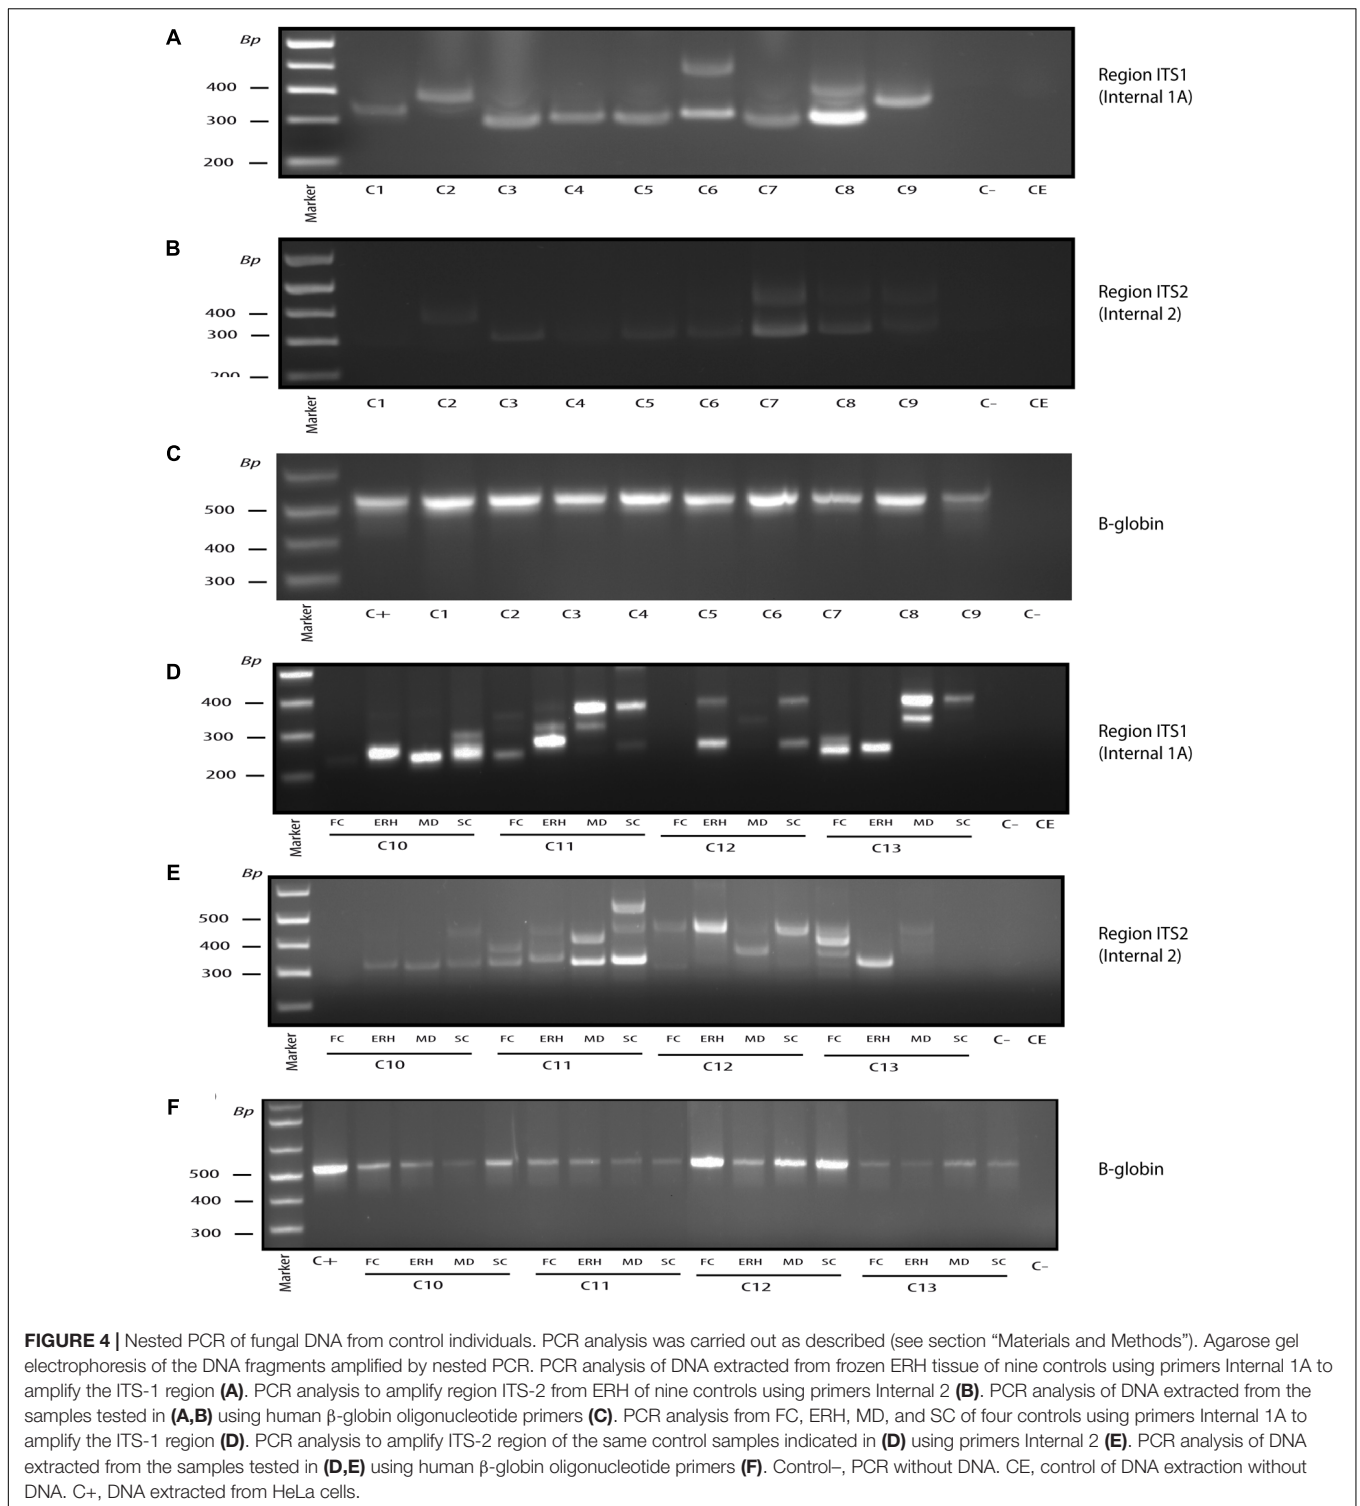 A
Bp
400
300
200
Marker
C1 C2 C3 C4 C5 C6 C7 C8 C9 C- CE
Region ITS1
(Internal 1A)
B
Bp
400
300
200
Marker
C1 C2 C3 C4 C5 C6 C7 C8 C9 C- CE
Region ITS2
(Internal 2)
C
Bp
500
400
300
Marker
C+ C1 C2 C3 C4 C5 C6 C7 C8 C9 C-
B-globin
D
Bp
400
300
200
Marker
FC ERH MD SC FC ERH MD SC FC ERH MD SC FC ERH MD SC C- CE
C10 C11 C12 C13
Region ITS1
(Internal 1A)
E
Bp
500
400
300
Marker
FC ERH MD SC FC ERH MD SC FC ERH MD SC FC ERH MD SC C- CE
C10 C11 C12 C13
Region ITS2
(Internal 2)
F
Bp
500
400
300
Marker
C+ FC ERH MD SC FC ERH MD SC FC ERH MD SC FC ERH MD SC C-
C10 C11 C12 C13
B-globin
FIGURE 4 | Nested PCR of fungal DNA from control individuals. PCR analysis was carried out as described (see section “Materials and Methods”). Agarose gel
electrophoresis of the DNA fragments amplified by nested PCR. PCR analysis of DNA extracted from frozen ERH tissue of nine controls using primers Internal 1A to
amplify the ITS-1 region (A). PCR analysis to amplify region ITS-2 from ERH of nine controls using primers Internal 2 (B). PCR analysis of DNA extracted from the
samples tested in (A,B) using human β-globin oligonucleotide primers (C). PCR analysis from FC, ERH, MD, and SC of four controls using primers Internal 1A to
amplify the ITS-1 region (D). PCR analysis to amplify ITS-2 region of the same control samples indicated in (D) using primers Internal 2 (E). PCR analysis of DNA
extracted from the samples tested in (D,E) using human β-globin oligonucleotide primers (F). Control–, PCR without DNA. CE, control of DNA extraction without
DNA. C+, DNA extracted from HeLa cells.